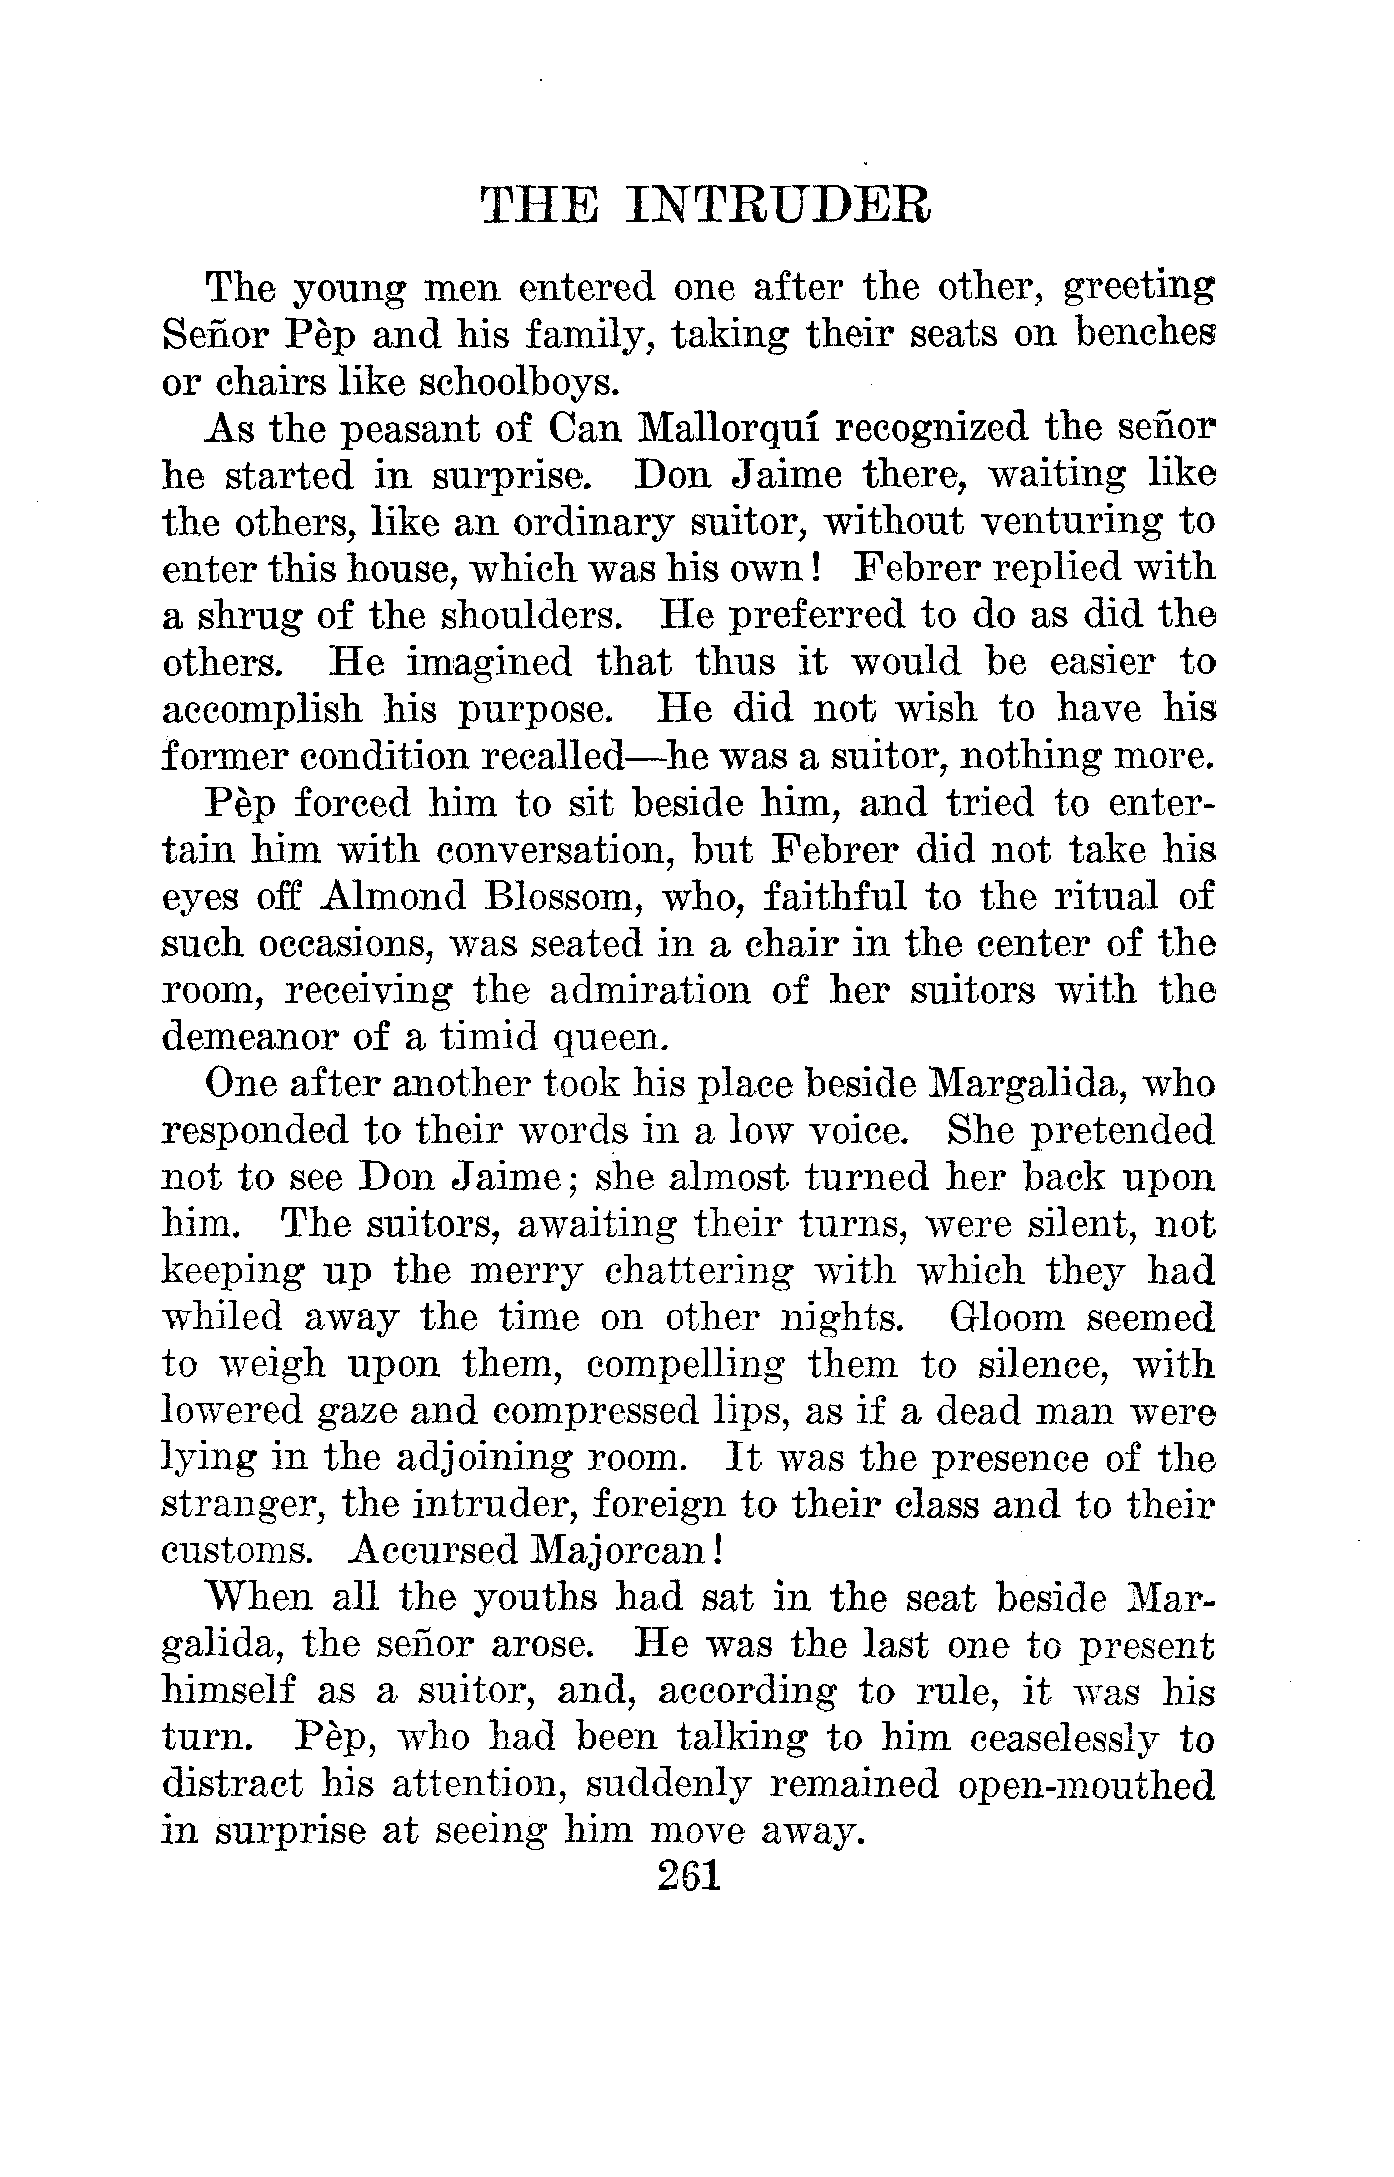 THE INTRUDER
The young men entered one after the other, greeting
Señor Pèp and his family, taking their seats on benches
or chairs like schoolboys.
As the peasant of Can Mallorquí recognized the señor
he started in surprise. Don Jaime there, waiting like
the others, like an ordinary suitor, without venturing to
enter this house, which was his own! Febrer replied with
a shrug of the shoulders. He preferred to do as did the
others. He imagined that thus it would be easier to
accomplish his purpose. He did not wish to have his
former condition recalled—he was a suitor, nothing more.
Pèp forced him to sit beside him, and tried to enter-
tain him with conversation, but Febrer did not take his
eyes off Almond Blossom, who, faithful to the ritual of
such occasions, was seated in a chair in the center of the
room, receiving the admiration of her suitors with the
demeanor of a timid queen.
One after another took his place beside Margalida, who
responded to their words in a low voice. She pretended
not to see Don Jaime; she almost turned her back upon
him. The suitors, awaiting their turns, were silent, not
keeping up the merry chattering with which they had
whiled away the time on other nights. Gloom seemed
to weigh upon them, compelling them to silence, with
lowered gaze and compressed lips, as if a dead man were
lying in the adjoining room. It was the presence of the
stranger, the intruder, foreign to their class and to their
customs. Accursed Majorcan!
When all the youths had sat in the seat beside Mar-
galida, the señor arose. He was the last one to present
himself as a suitor, and, according to rule, it was his
turn. Pèp, who had been talking to him ceaselessly to
distract his attention, suddenly remained open-mouthed
in surprise at seeing him move away.
261